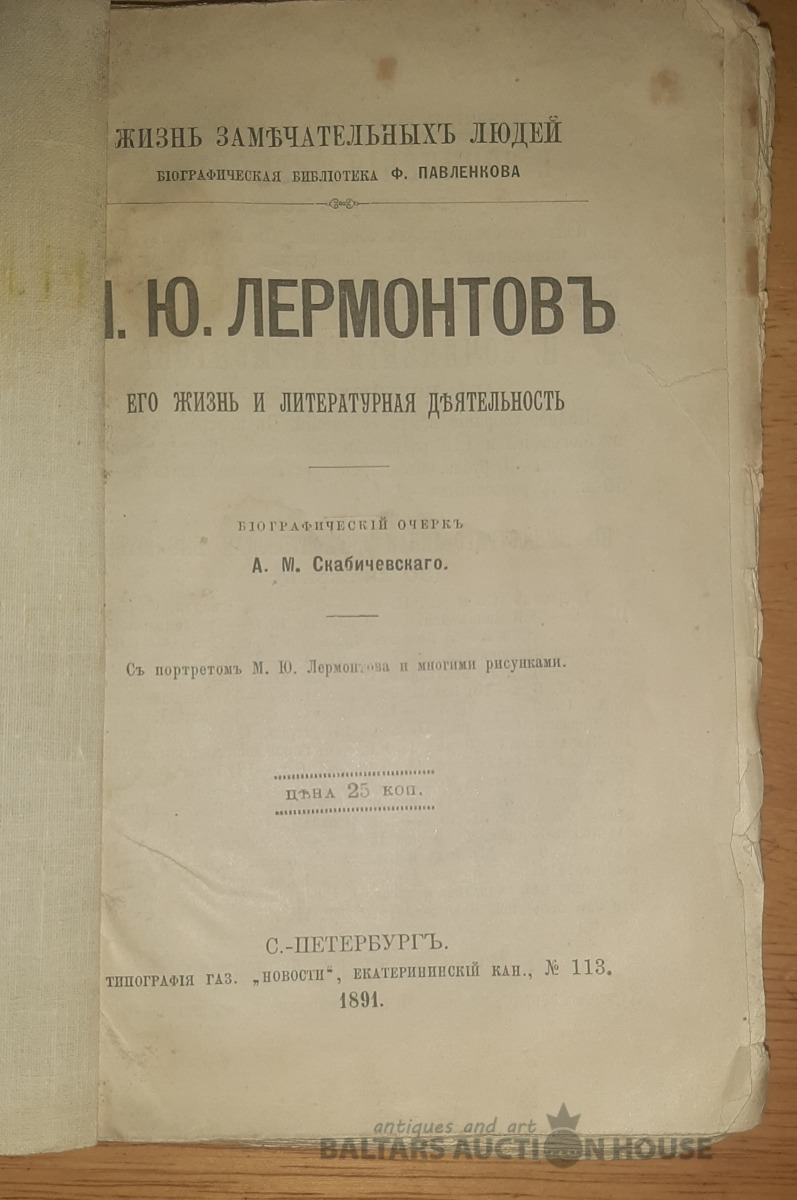 ЖИЗНЬ ЗАМѢЧАТЕЛЬНЫХЪ ЛЮДЕЙ
БІОГРАФИЧЕСКАЯ БИБЛІОТЕКА Ф. ПАВЛЕНКОВА
Ю. ЛЕРМОНТОВЪ
ЕГО ЖИЗНЬ И ЛИТЕРАТУРНАЯ ДѢЯТЕЛЬНОСТЬ
БІОГРАФИЧЕСКІЙ ОЧЕРКЪ
А. М. Скабичевскаго.
Съ портретомъ М. Ю. Лермонтова и многими рисунками.
ЦѢНА 25 КОП.
С.-ПЕТЕРБУРГЪ.
ТИПОГРАФІЯ ГАЗ. „НОВОСТИ“, ЕКАТЕРИНИНСКІЙ КАН., № 113.
1891.
antiques and art
BALTARS AUCTION HOUSE